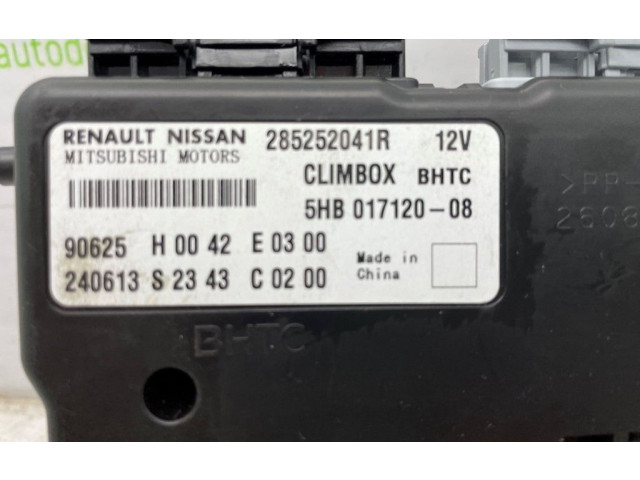 autod
RENAULT NISSAN 285252041R 12V
MITSUBISHI MOTORS
CLIMBOX BHTC
5HB 017120-08
90625 H 00 42 E 03 00
240613 S 23 43 C 02 00
Made in
China
BHTC
>PP-